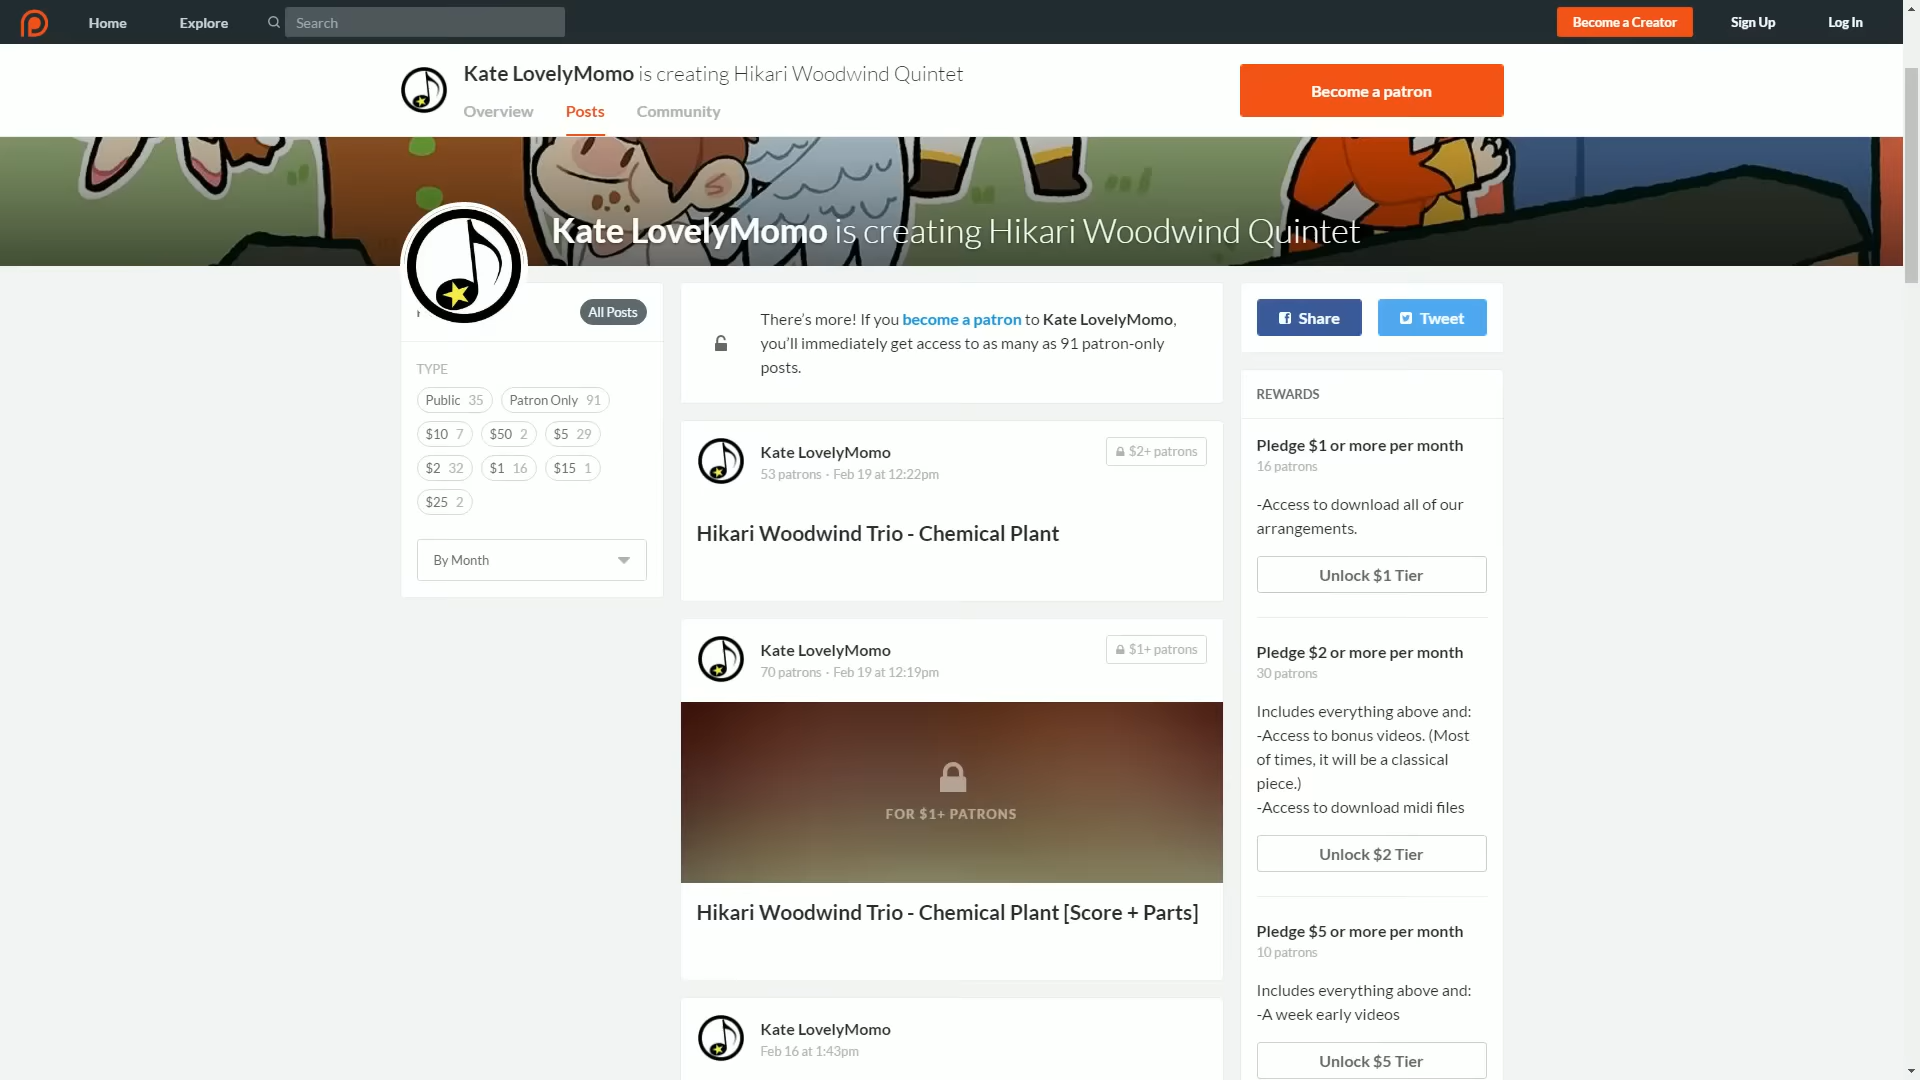 Home
Explore
Search
Become a Creator
Sign Up
Log In
Kate LovelyMomo is creating Hikari Woodwind Quintet
Overview
Posts
Community
Become a patron
Kate LovelyMomo is creating Hikari Woodwind Quintet
All Posts
TYPE
Public 35
Patron Only 91
$10 7
$50 2
$5 29
$2 32
$1 16
$15 1
$25 2
By Month
There's more! If you become a patron to Kate LovelyMomo,
you'll immediately get access to as many as 91 patron-only
posts.
Kate LovelyMomo
53 patrons · Feb 19 at 12:22pm
$2+ patrons
Hikari Woodwind Trio - Chemical Plant
Kate LovelyMomo
70 patrons · Feb 19 at 12:19pm
$1+ patrons
FOR $1+ PATRONS
Hikari Woodwind Trio - Chemical Plant [Score + Parts]
Kate LovelyMomo
Feb 16 at 1:43pm
Share
Tweet
REWARDS
Pledge $1 or more per month
16 patrons
-Access to download all of our
arrangements.
Unlock $1 Tier
Pledge $2 or more per month
30 patrons
Includes everything above and:
-Access to bonus videos. (Most
of times, it will be a classical
piece.)
-Access to download midi files
Unlock $2 Tier
Pledge $5 or more per month
10 patrons
Includes everything above and:
-A week early videos
Unlock $5 Tier